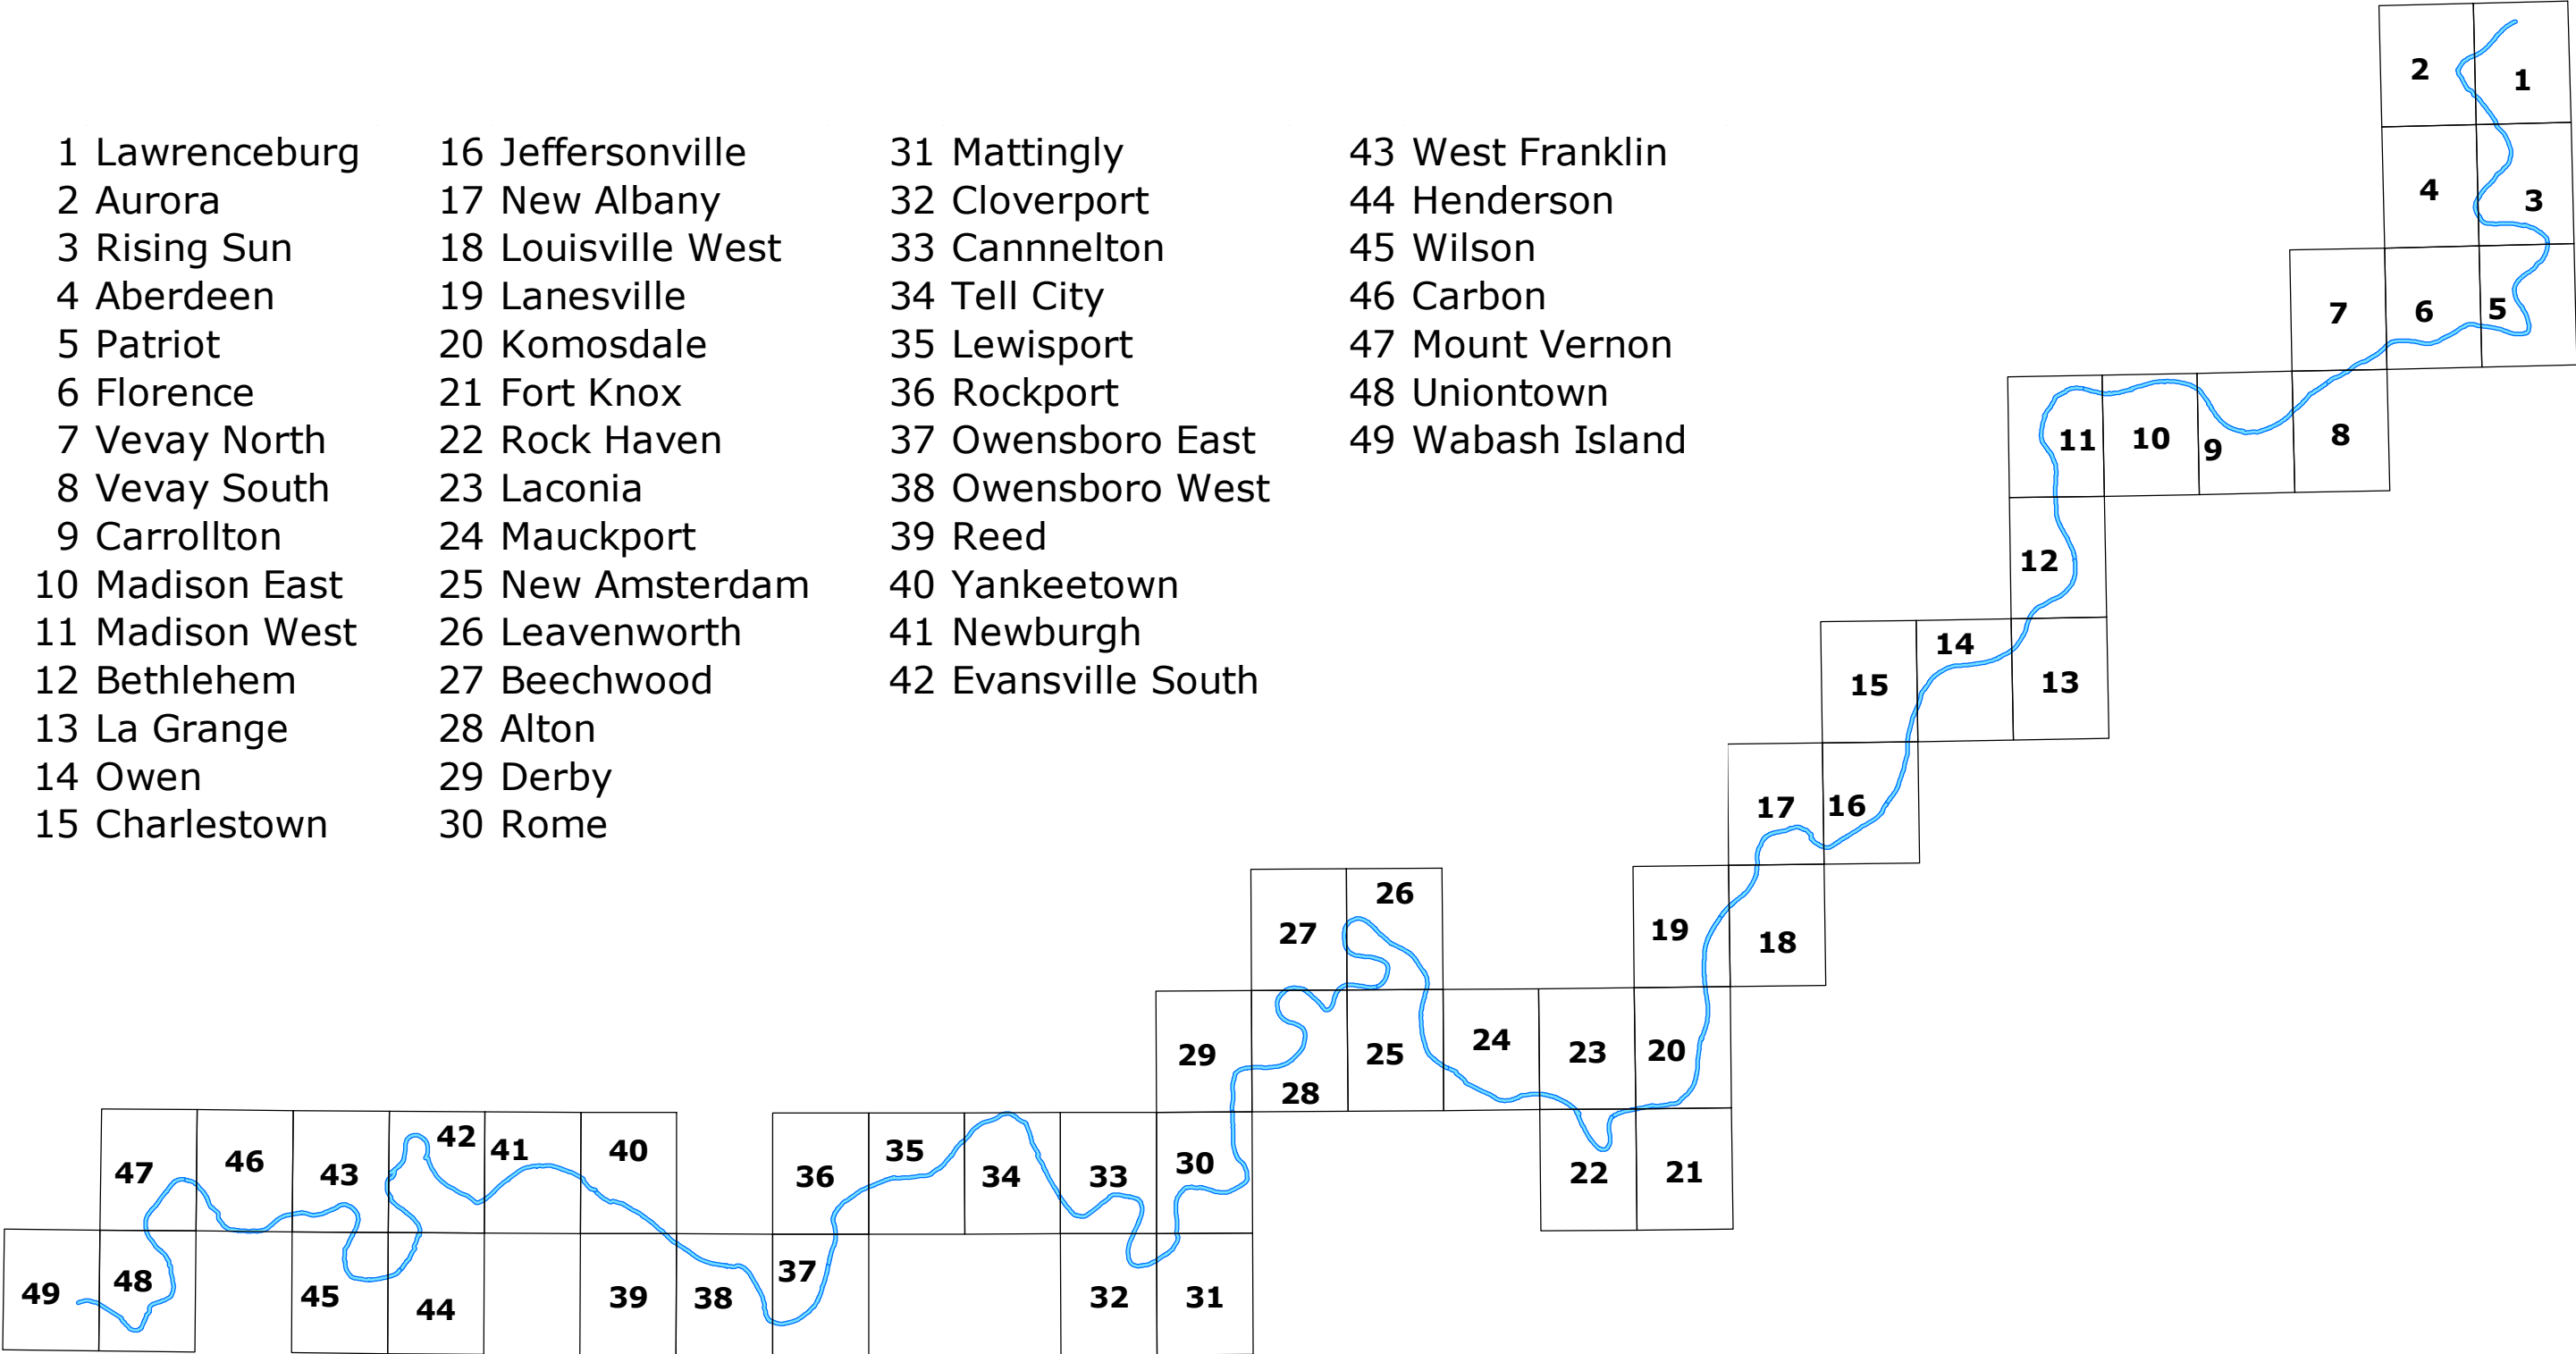 1 Lawrenceburg
2 Aurora
3 Rising Sun
4 Aberdeen
5 Patriot
6 Florence
7 Vevay North
8 Vevay South
9 Carrollton
10 Madison East
11 Madison West
12 Bethlehem
13 La Grange
14 Owen
15 Charlestown
16 Jeffersonville
17 New Albany
18 Louisville West
19 Lanesville
20 Komosdale
21 Fort Knox
22 Rock Haven
23 Laconia
24 Mauckport
25 New Amsterdam
26 Leavenworth
27 Beechwood
28 Alton
29 Derby
30 Rome
31 Mattingly
32 Cloverport
33 Cannnelton
34 Tell City
35 Lewisport
36 Rockport
37 Owensboro East
38 Owensboro West
39 Reed
40 Yankeetown
41 Newburgh
42 Evansville South
43 West Franklin
44 Henderson
45 Wilson
46 Carbon
47 Mount Vernon
48 Uniontown
49 Wabash Island
1
2
3
4
5
6
7
8
9
10
11
12
13
14
15
16
17
18
19
20
21
22
23
24
25
26
27
28
29
30
31
32
33
34
35
36
37
38
39
40
41
42
43
44
45
46
47
48
49